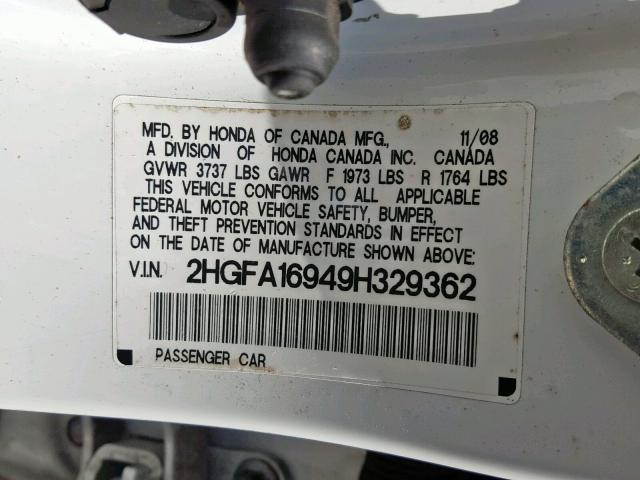 MFD. BY HONDA OF CANADA MFG., 11/08
A DIVISION OF HONDA CANADA INC. CANADA
GVWR 3737 LBS GAWR F 1973 LBS R 1764 LBS
THIS VEHICLE CONFORMS TO ALL APPLICABLE
FEDERAL MOTOR VEHICLE SAFETY, BUMPER,
AND THEFT PREVENTION STANDARDS IN EFFECT
ON THE DATE OF MANUFACTURE SHOWN ABOVE:
V.I.N. 2HGFA16949H329362
PASSENGER CAR